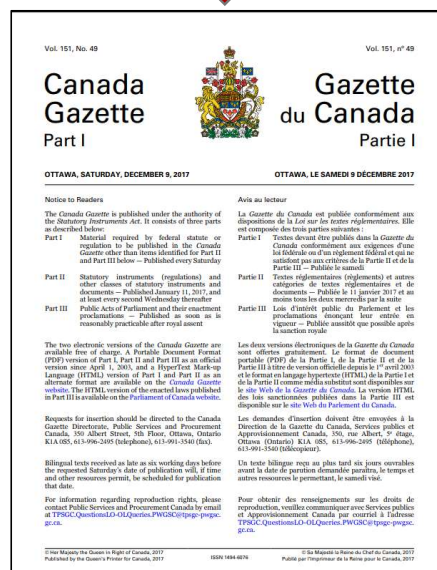 Vol. 151, No. 49
Vol. 151, nº 49
Canada
Gazette
Part I
Gazette
du Canada
Partie I
OTTAWA, SATURDAY, DECEMBER 9, 2017
OTTAWA, LE SAMEDI 9 DÉCEMBRE 2017
Notice to Readers
The Canada Gazette is published under the authority of
the Statutory Instruments Act. It consists of three parts
as described below:
Part I Material required by federal statute or
regulation to be published in the Canada
Gazette other than items identified for Part II
and Part III below — Published every Saturday
Part II Statutory instruments (regulations) and
other classes of statutory instruments and
documents — Published January 11, 2017, and
at least every second Wednesday thereafter
Part III Public Acts of Parliament and their enactment
proclamations — Published as soon as is
reasonably practicable after royal assent
The two electronic versions of the Canada Gazette are
available free of charge. A Portable Document Format
(PDF) version of Part I, Part II and Part III as an official
version since April 1, 2003, and a HyperText Mark-up
Language (HTML) version of Part I and Part II as an
alternate format are available on the Canada Gazette
website. The HTML version of the enacted laws published
in Part III is available on the Parliament of Canada website.
Requests for insertion should be directed to the Canada
Gazette Directorate, Public Services and Procurement
Canada, 350 Albert Street, 5th Floor, Ottawa, Ontario
K1A 0S5, 613-996-2495 (telephone), 613-991-3540 (fax).
Bilingual texts received as late as six working days before
the requested Saturday's date of publication will, if time
and other resources permit, be scheduled for publication
that date.
For information regarding reproduction rights, please
contact Public Services and Procurement Canada by email
at TPSGC.QuestionsLO-OLQueries.PWGSC@tpsgc-pwgsc.
gc.ca.
Avis au lecteur
La Gazette du Canada est publiée conformément aux
dispositions de la Loi sur les textes réglementaires. Elle
est composée des trois parties suivantes :
Partie I Textes devant être publiés dans la Gazette du
Canada conformément aux exigences d'une
loi fédérale ou d'un règlement fédéral et qui ne
satisfont pas aux critères de la Partie II et de la
Partie III — Publiée le samedi
Partie II Textes réglementaires (règlements) et autres
catégories de textes réglementaires et de
documents — Publiée le 11 janvier 2017 et au
moins tous les deux mercredis par la suite
Partie III Lois d'intérêt public du Parlement et les
proclamations énonçant leur entrée en
vigueur — Publiée aussitôt que possible après
la sanction royale
Les deux versions électroniques de la Gazette du Canada
sont offertes gratuitement. Le format de document
portable (PDF) de la Partie I, de la Partie II et de la
Partie III à titre de version officielle depuis le 1er avril 2003
et le format en langage hypertexte (HTML) de la Partie I et
de la Partie II comme média substitut sont disponibles sur
le site Web de la Gazette du Canada. La version HTML
des lois sanctionnées publiées dans la Partie III est
disponible sur le site Web du Parlement du Canada.
Les demandes d'insertion doivent être envoyées à la
Direction de la Gazette du Canada, Services publics et
Approvisionnement Canada, 350, rue Albert, 5e étage,
Ottawa (Ontario) K1A 0S5, 613-996-2495 (téléphone),
613-991-3540 (télécopieur).
Un texte bilingue reçu au plus tard six jours ouvrables
avant la date de parution demandée paraîtra, le temps et
autres ressources le permettant, le samedi visé.
Pour obtenir des renseignements sur les droits de
reproduction, veuillez communiquer avec Services publics
et Approvisionnement Canada par courriel à l'adresse
TPSGC.QuestionsLO-OLQueries.PWGSC@tpsgc-pwgsc.
gc.ca.
© Her Majesty the Queen in Right of Canada, 2017
Published by the Queen's Printer for Canada, 2017
ISSN 1494-6076
© Sa Majesté la Reine du Chef du Canada, 2017
Publié par l'Imprimeur de la Reine pour le Canada, 2017